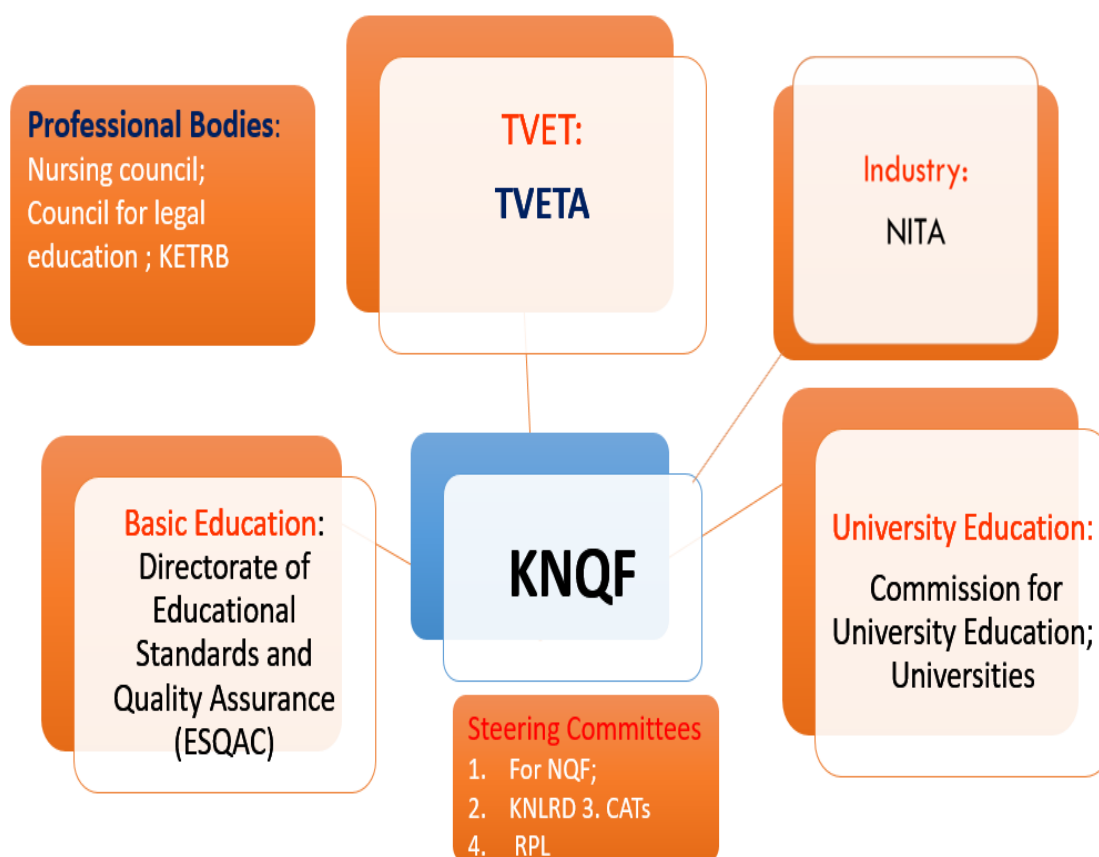 Professional Bodies:
Nursing council;
Council for legal
education ; KETRB
TVET:
TVETA
Industry:
NITA
Basic Education:
Directorate of
Educational
Standards and
Quality Assurance
(ESQAC)
KNQF
University Education:
Commission for
University Education;
Universities
Steering Committees
1. For NQF;
2. KNLRD 3. CATs
4. RPL